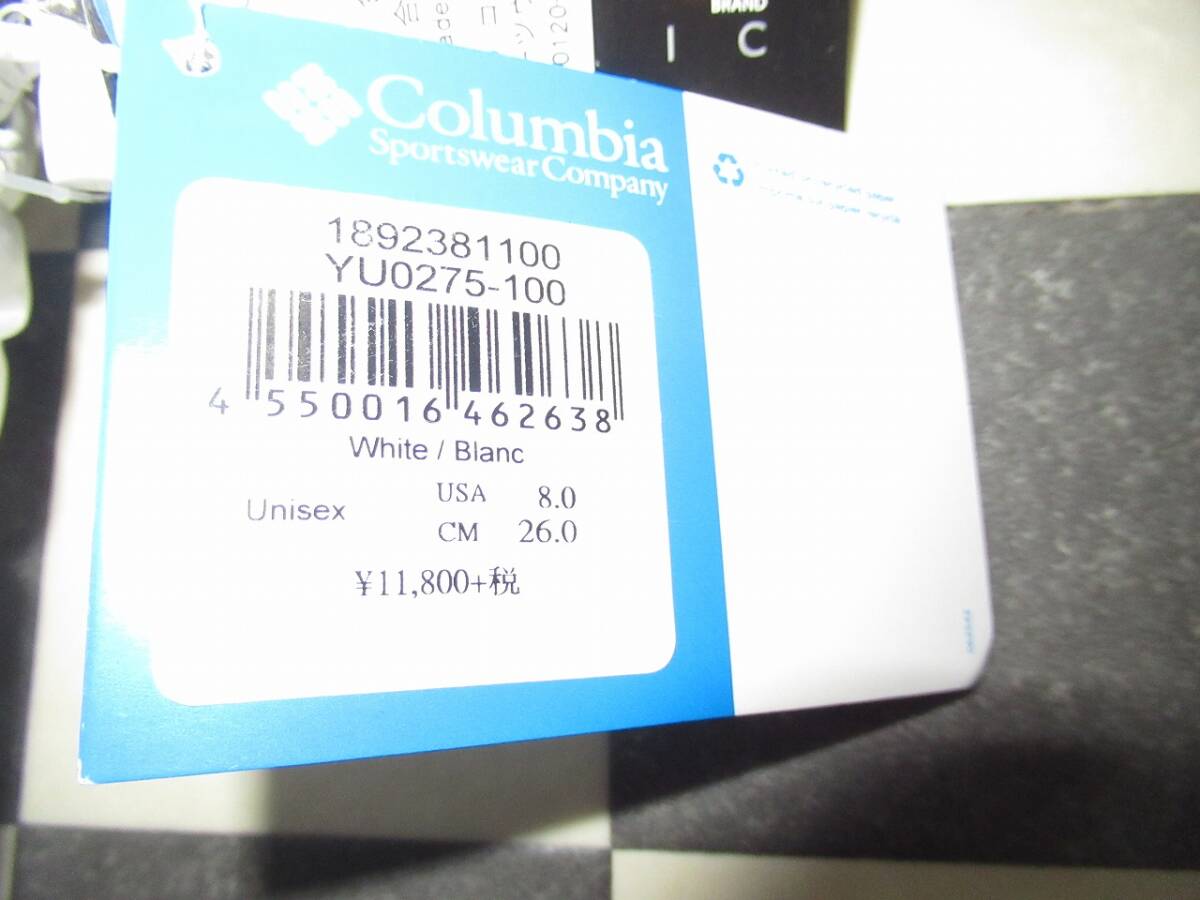 BRAND
I C
0120-
Columbia
Sportswear Company
1892381100
YU0275-100
4 550016 462638
White / Blanc
Unisex
USA 8.0
CM 26.0
¥11,800+税